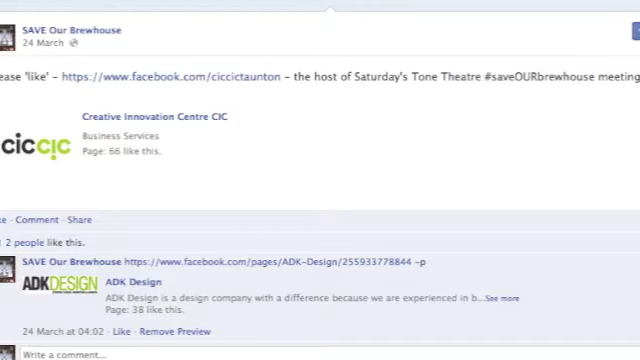 SAVE Our Brewhouse
24 March
ease 'like' - https://www.facebook.com/ciccictaunton - the host of Saturday's Tone Theatre #saveOURbrewhouse meeting
Creative Innovation Centre CIC
Business Services
ciccic
Page: 66 like this.
ke · Comment · Share
2 people like this.
SAVE Our Brewhouse https://www.facebook.com/pages/ADK-Design/255933778844 -p
ADKDESIGN
ADK Design
ADK Design is a design company with a difference because we are experienced in b...See more
Page: 38 like this.
24 March at 04:02 · Like · Remove Preview
Write a comment...